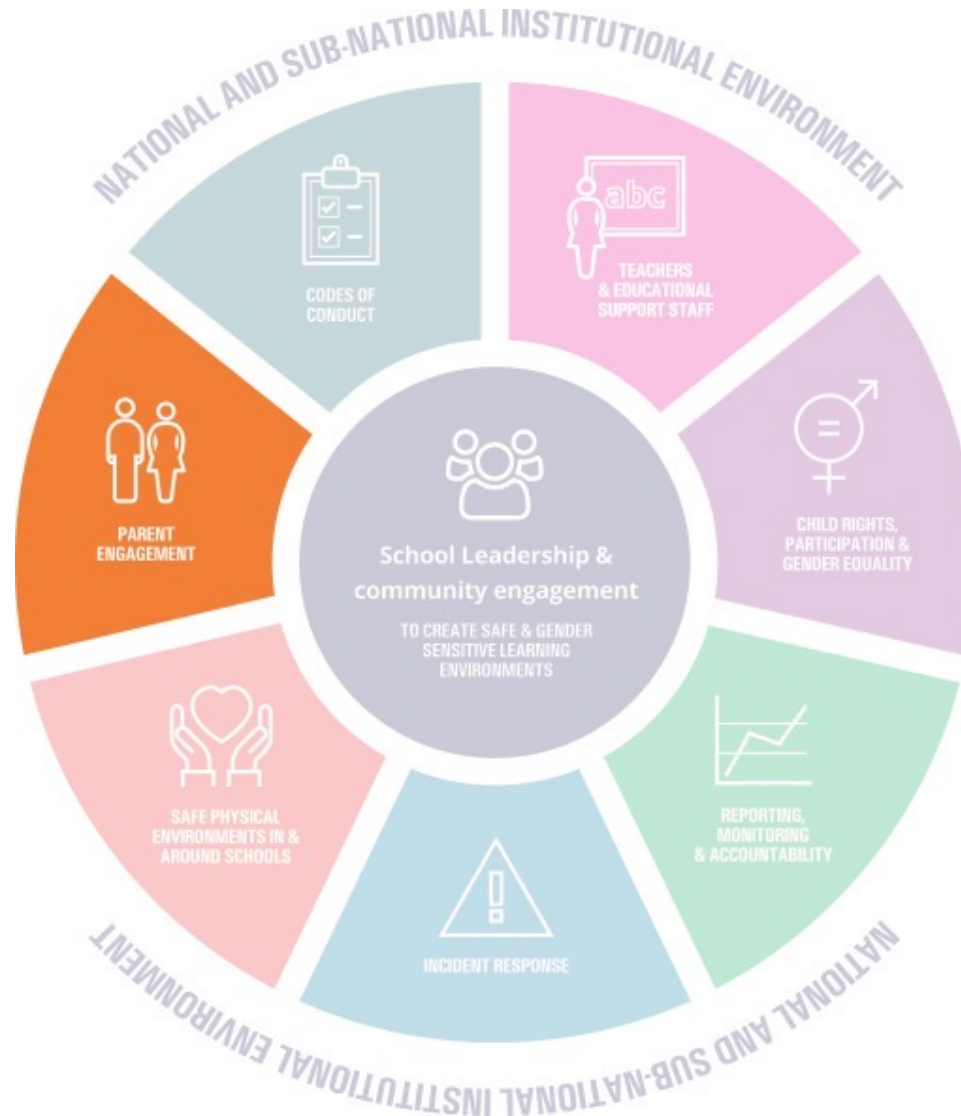 NATIONAL AND SUB-NATIONAL INSTITUTIONAL ENVIRONMENT
CODES OF
CONDUCT
abc
TEACHERS
& EDUCATIONAL
SUPPORT STAFF
PARENT
ENGAGEMENT
School Leadership &
community engagement
TO CREATE SAFE & GENDER
SENSITIVE LEARNING
ENVIRONMENTS
CHILD RIGHTS,
PARTICIPATION &
GENDER EQUALITY
SAFE PHYSICAL
ENVIRONMENTS IN &
AROUND SCHOOLS
INCIDENT RESPONSE
REPORTING,
MONITORING
& ACCOUNTABILITY
NATIONAL AND SUB-NATIONAL INSTITUTIONAL ENVIRONMENT